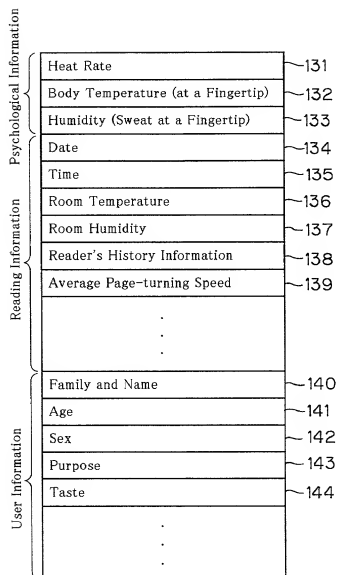 Psychological Information
Heat Rate 131
Body Temperature (at a Fingertip) 132
Humidity (Sweat at a Fingertip) 133
Reading Information
Date 134
Time 135
Room Temperature 136
Room Humidity 137
Reader's History Information 138
Average Page-turning Speed 139
User Information
Family and Name 140
Age 141
Sex 142
Purpose 143
Taste 144